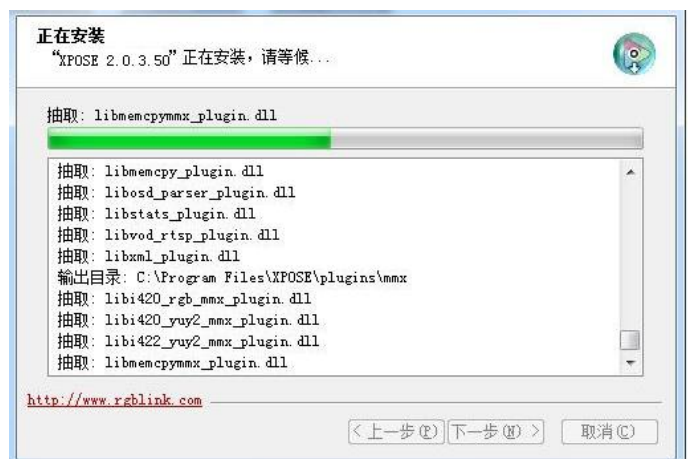 正在安装
“XPOSE 2.0.3.50”正在安装，请等候...
抽取: libmemcpymmx_plugin.dll
抽取: libmemcpy_plugin.dll
抽取: libosd_parser_plugin.dll
抽取: libstats_plugin.dll
抽取: libvod_rtsp_plugin.dll
抽取: libxml_plugin.dll
输出目录: C:\Program Files\XPOSE\plugins\mmx
抽取: libi420_rgb_mmx_plugin.dll
抽取: libi420_yuy2_mmx_plugin.dll
抽取: libi422_yuy2_mmx_plugin.dll
抽取: libmemcpymmx_plugin.dll
http://www.rgblink.com
<上一步(P) 下一步(N)> 取消(C)